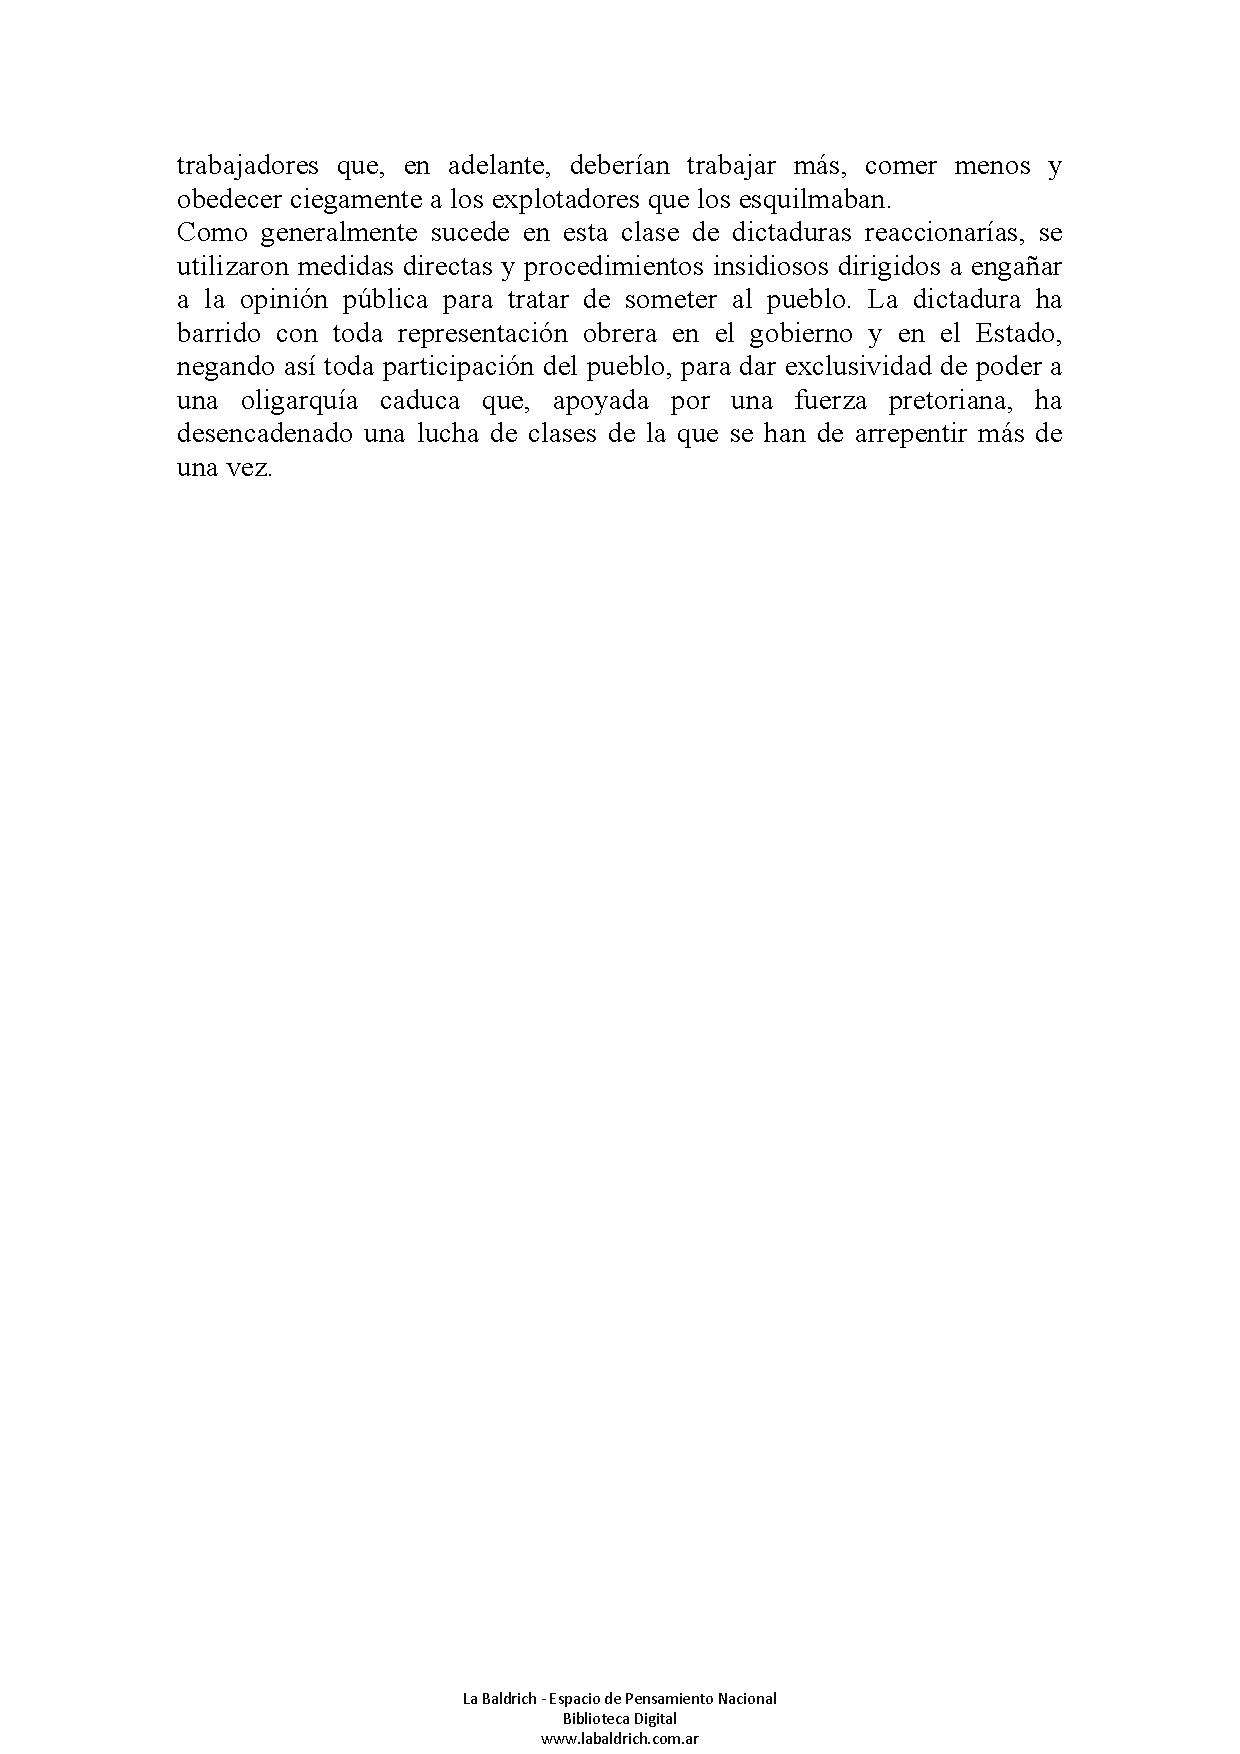 trabajadores que, en adelante, deberían trabajar más, comer menos y
obedecer ciegamente a los explotadores que los esquilmaban.
Como generalmente sucede en esta clase de dictaduras reaccionarías, se
utilizaron medidas directas y procedimientos insidiosos dirigidos a engañar
a la opinión pública para tratar de someter al pueblo. La dictadura ha
barrido con toda representación obrera en el gobierno y en el Estado,
negando así toda participación del pueblo, para dar exclusividad de poder a
una oligarquía caduca que, apoyada por una fuerza pretoriana, ha
desencadenado una lucha de clases de la que se han de arrepentir más de
una vez.
La Baldrich - Espacio de Pensamiento Nacional
Biblioteca Digital
www.labaldrich.com.ar